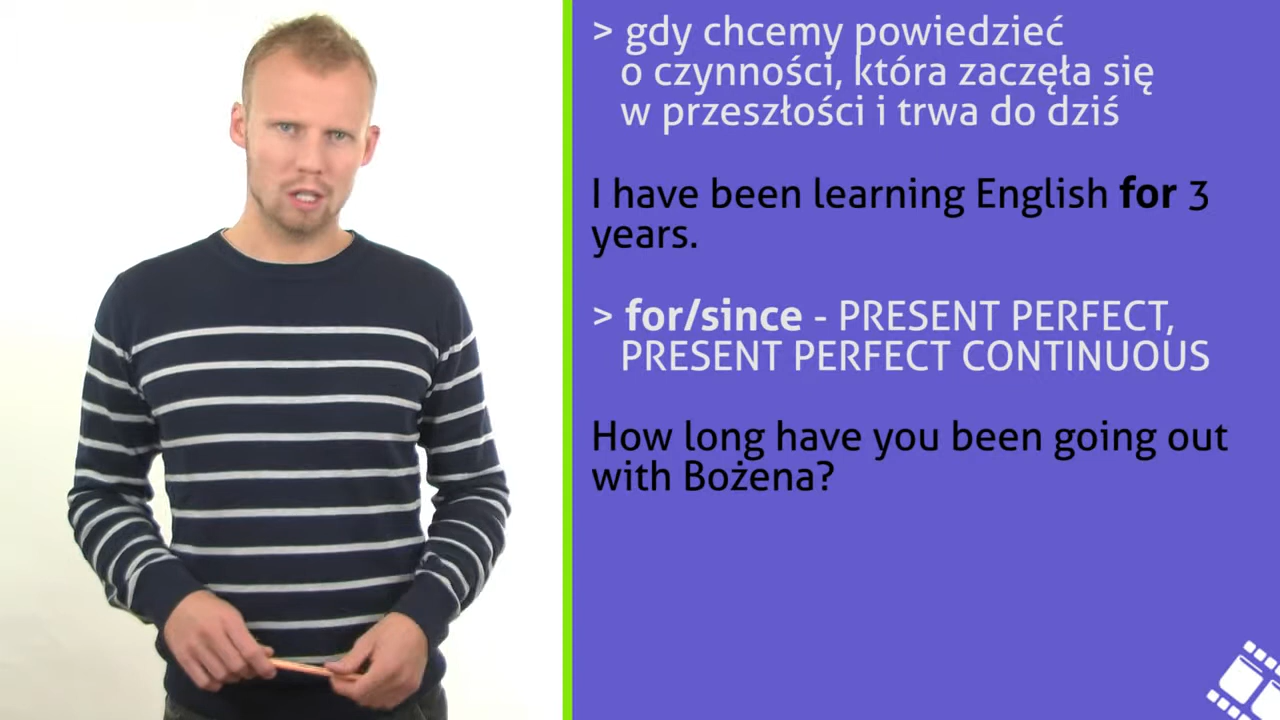 > gdy chcemy powiedzieć
o czynności, która zaczęła się
w przeszłości i trwa do dziś
I have been learning English for 3
years.
> for/since - PRESENT PERFECT,
PRESENT PERFECT CONTINUOUS
How long have you been going out
with Bożena?